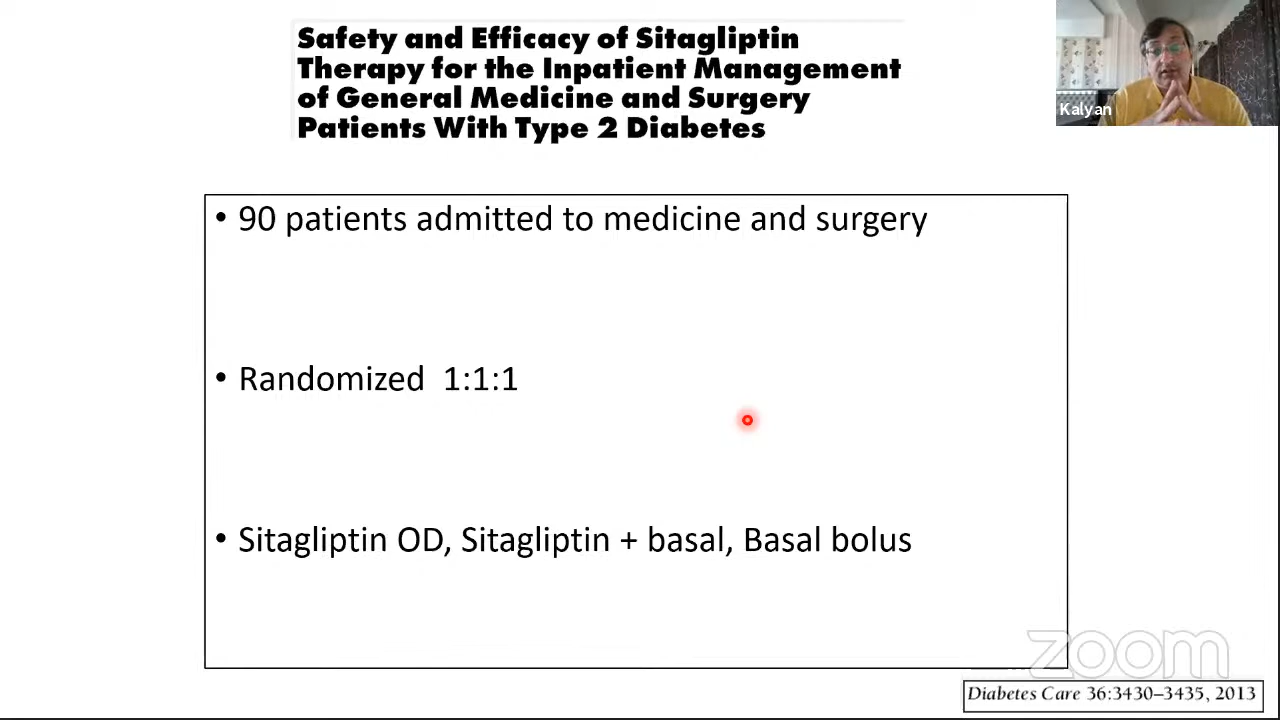 Safety and Efficacy of Sitagliptin
Therapy for the Inpatient Management
of General Medicine and Surgery
Patients With Type 2 Diabetes
Kalyan
• 90 patients admitted to medicine and surgery
• Randomized 1:1:1
• Sitagliptin OD, Sitagliptin + basal, Basal bolus
zoom
Diabetes Care 36:3430–3435, 2013